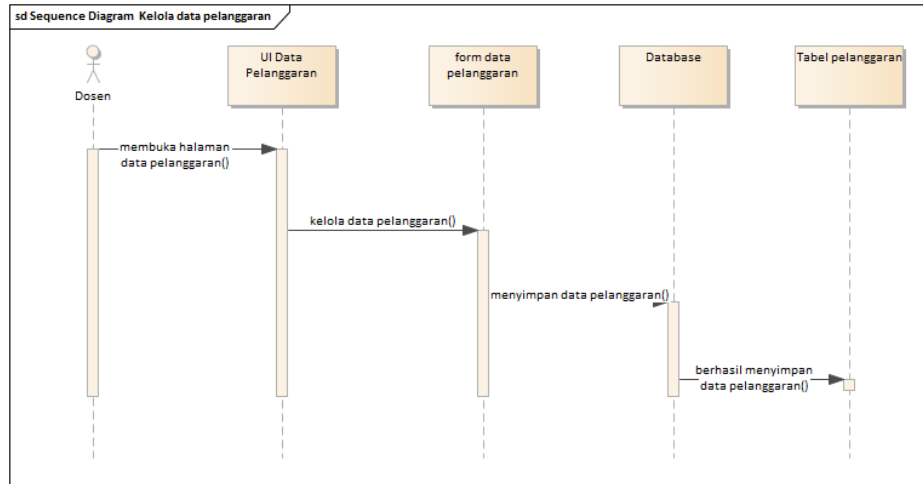 sd Sequence Diagram Kelola data pelanggaran
Dosen
UI Data
Pelanggaran
form data
pelanggaran
Database
Tabel pelanggaran
membuka halaman
data pelanggaran()
kelola data pelanggaran()
menyimpan data pelanggaran()
berhasil menyimpan
data pelanggaran()